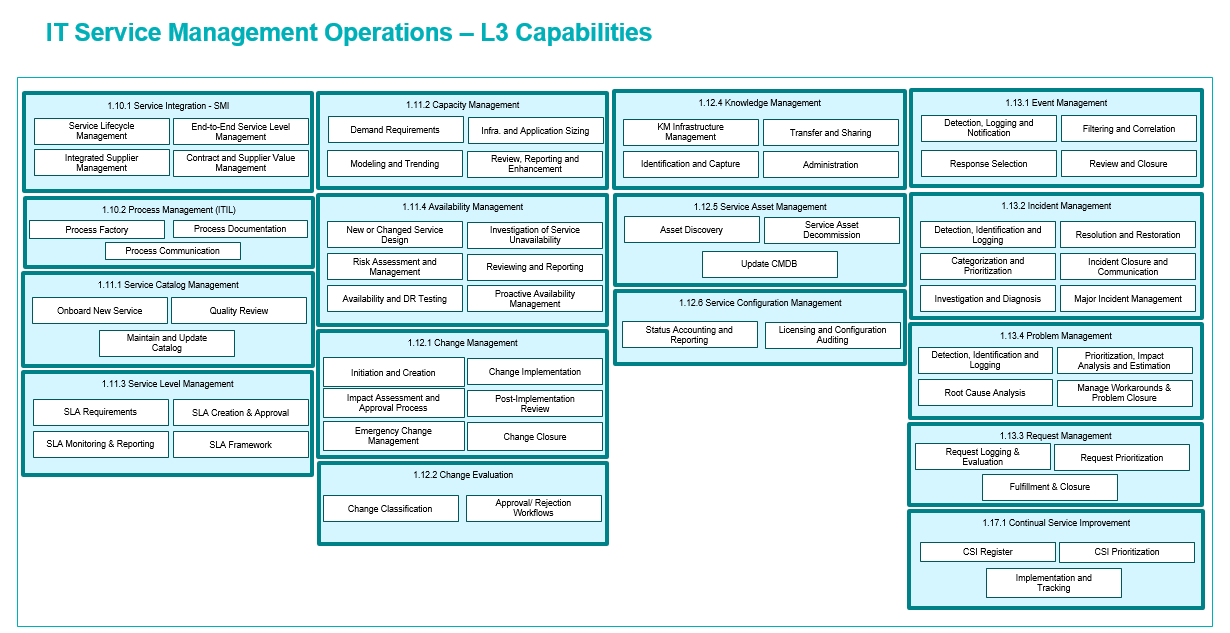 IT Service Management Operations – L3 Capabilities
1.10.1 Service Integration - SMI
Service Lifecycle
Management
End-to-End Service Level
Management
Integrated Supplier
Management
Contract and Supplier Value
Management
1.10.2 Process Management (ITIL)
Process Factory
Process Documentation
Process Communication
1.11.1 Service Catalog Management
Onboard New Service
Quality Review
Maintain and Update
Catalog
1.11.3 Service Level Management
SLA Requirements
SLA Creation & Approval
SLA Monitoring & Reporting
SLA Framework
1.11.2 Capacity Management
Demand Requirements
Infra. and Application Sizing
Modeling and Trending
Review, Reporting and
Enhancement
1.11.4 Availability Management
New or Changed Service
Design
Investigation of Service
Unavailability
Risk Assessment and
Management
Reviewing and Reporting
Availability and DR Testing
Proactive Availability
Management
1.12.1 Change Management
Initiation and Creation
Change Implementation
Impact Assessment and
Approval Process
Post-Implementation
Review
Emergency Change
Management
Change Closure
1.12.2 Change Evaluation
Change Classification
Approval/ Rejection
Workflows
1.12.4 Knowledge Management
KM Infrastructure
Management
Transfer and Sharing
Identification and Capture
Administration
1.12.5 Service Asset Management
Asset Discovery
Service Asset
Decommission
Update CMDB
1.12.6 Service Configuration Management
Status Accounting and
Reporting
Licensing and Configuration
Auditing
1.13.1 Event Management
Detection, Logging and
Notification
Filtering and Correlation
Response Selection
Review and Closure
1.13.2 Incident Management
Detection, Identification and
Logging
Resolution and Restoration
Categorization and
Prioritization
Incident Closure and
Communication
Investigation and Diagnosis
Major Incident Management
1.13.4 Problem Management
Detection, Identification and
Logging
Prioritization, Impact
Analysis and Estimation
Root Cause Analysis
Manage Workarounds &
Problem Closure
1.13.3 Request Management
Request Logging &
Evaluation
Request Prioritization
Fulfillment & Closure
1.17.1 Continual Service Improvement
CSI Register
CSI Prioritization
Implementation and
Tracking